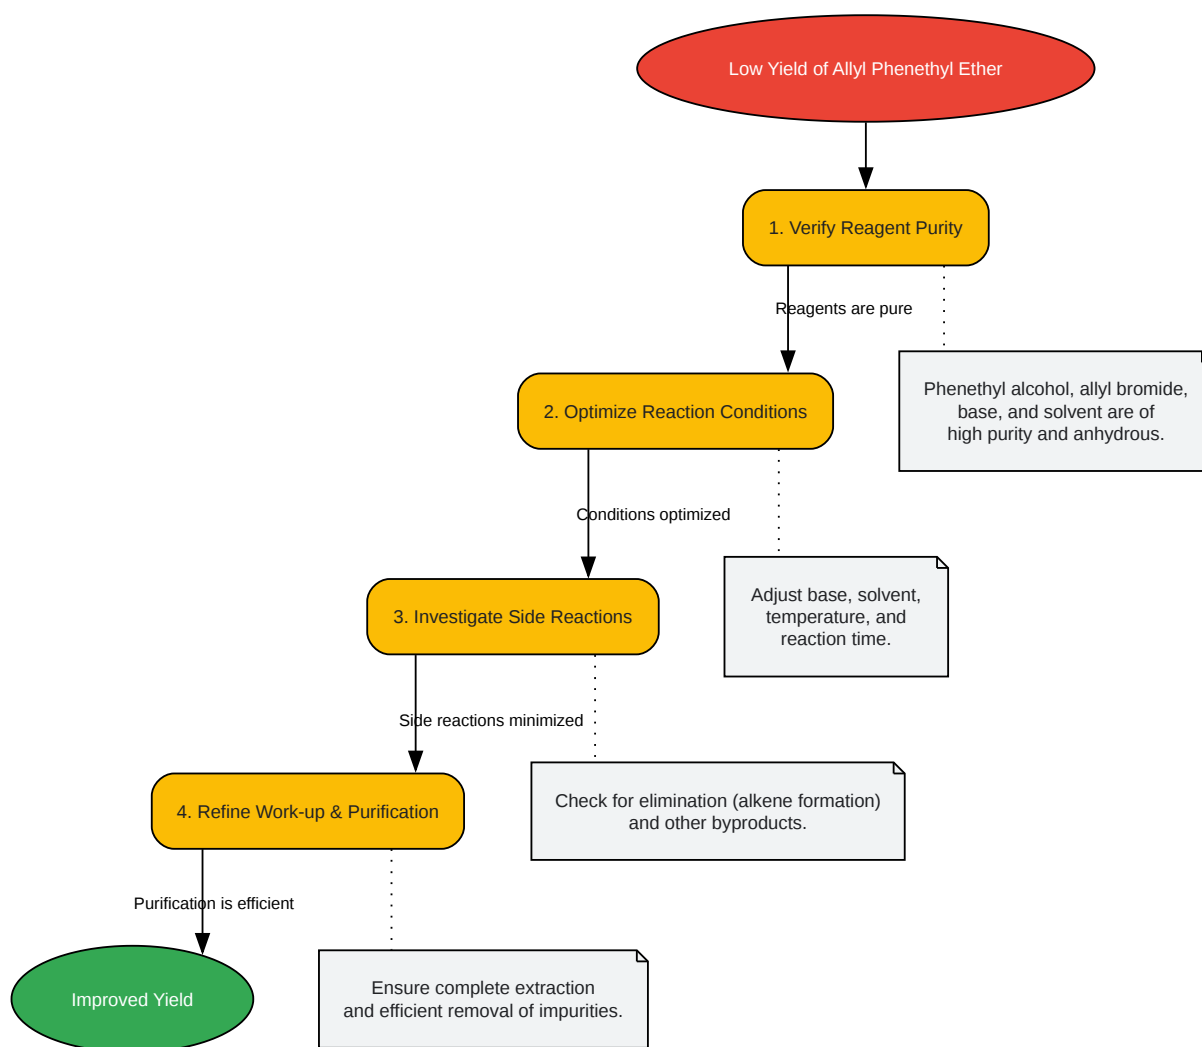 Low Yield of Allyl Phenethyl Ether
1. Verify Reagent Purity
Reagents are pure
Phenethyl alcohol, allyl bromide,
base, and solvent are of
high purity and anhydrous.
2. Optimize Reaction Conditions
Conditions optimized
Adjust base, solvent,
temperature, and
reaction time.
3. Investigate Side Reactions
Side reactions minimized
Check for elimination (alkene formation)
and other byproducts.
4. Refine Work-up & Purification
Purification is efficient
Ensure complete extraction
and efficient removal of impurities.
Improved Yield